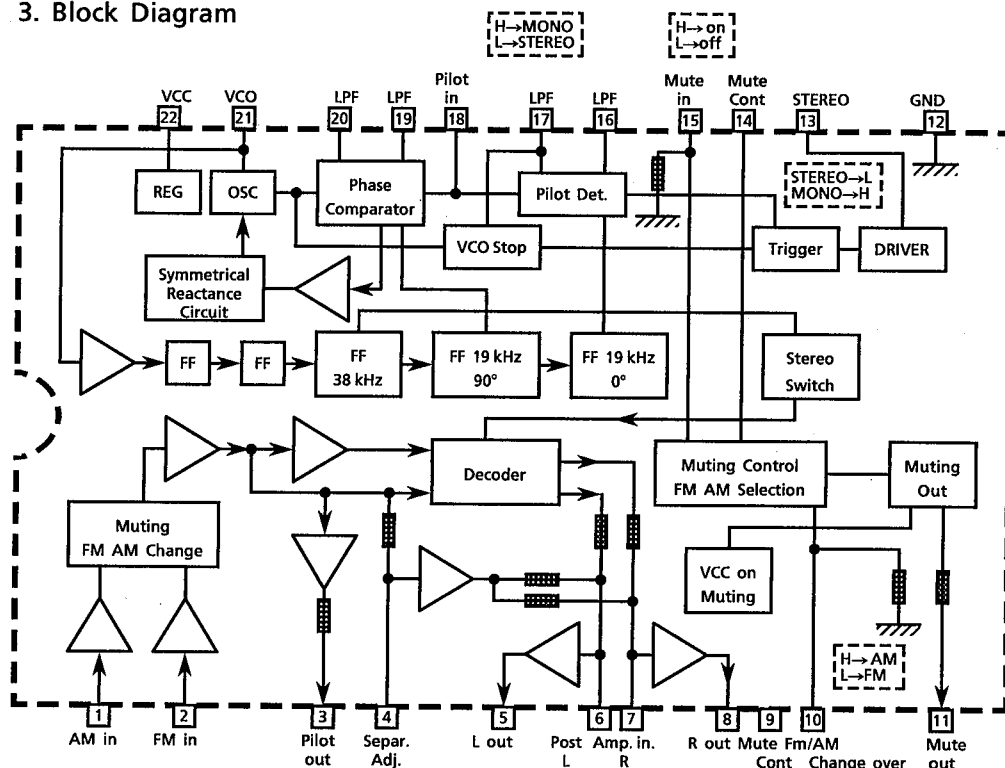 3. Block Diagram
H→MONO
L→STEREO
H→on
L→off
VCC
VCO
LPF
LPF
Pilot
in
LPF
LPF
Mute
in
Mute
Cont
STEREO
GND
22
21
20
19
18
17
16
15
14
13
12
REG
OSC
Phase
Comparator
Pilot Det.
STEREO→L
MONO→H
VCO Stop
Trigger
DRIVER
Symmetrical
Reactance
Circuit
FF
FF
FF
38 kHz
FF 19 kHz
90°
FF 19 kHz
0°
Stereo
Switch
Decoder
Muting Control
FM AM Selection
Muting
Out
Muting
FM AM Change
VCC on
Muting
H→AM
L→FM
1
2
3
4
5
6
7
8
9
10
11
AM in
FM in
Pilot
out
Separ.
Adj.
L out
Post Amp. in.
L R
R out
Mute
Cont
Fm/AM
Change over
Mute
out